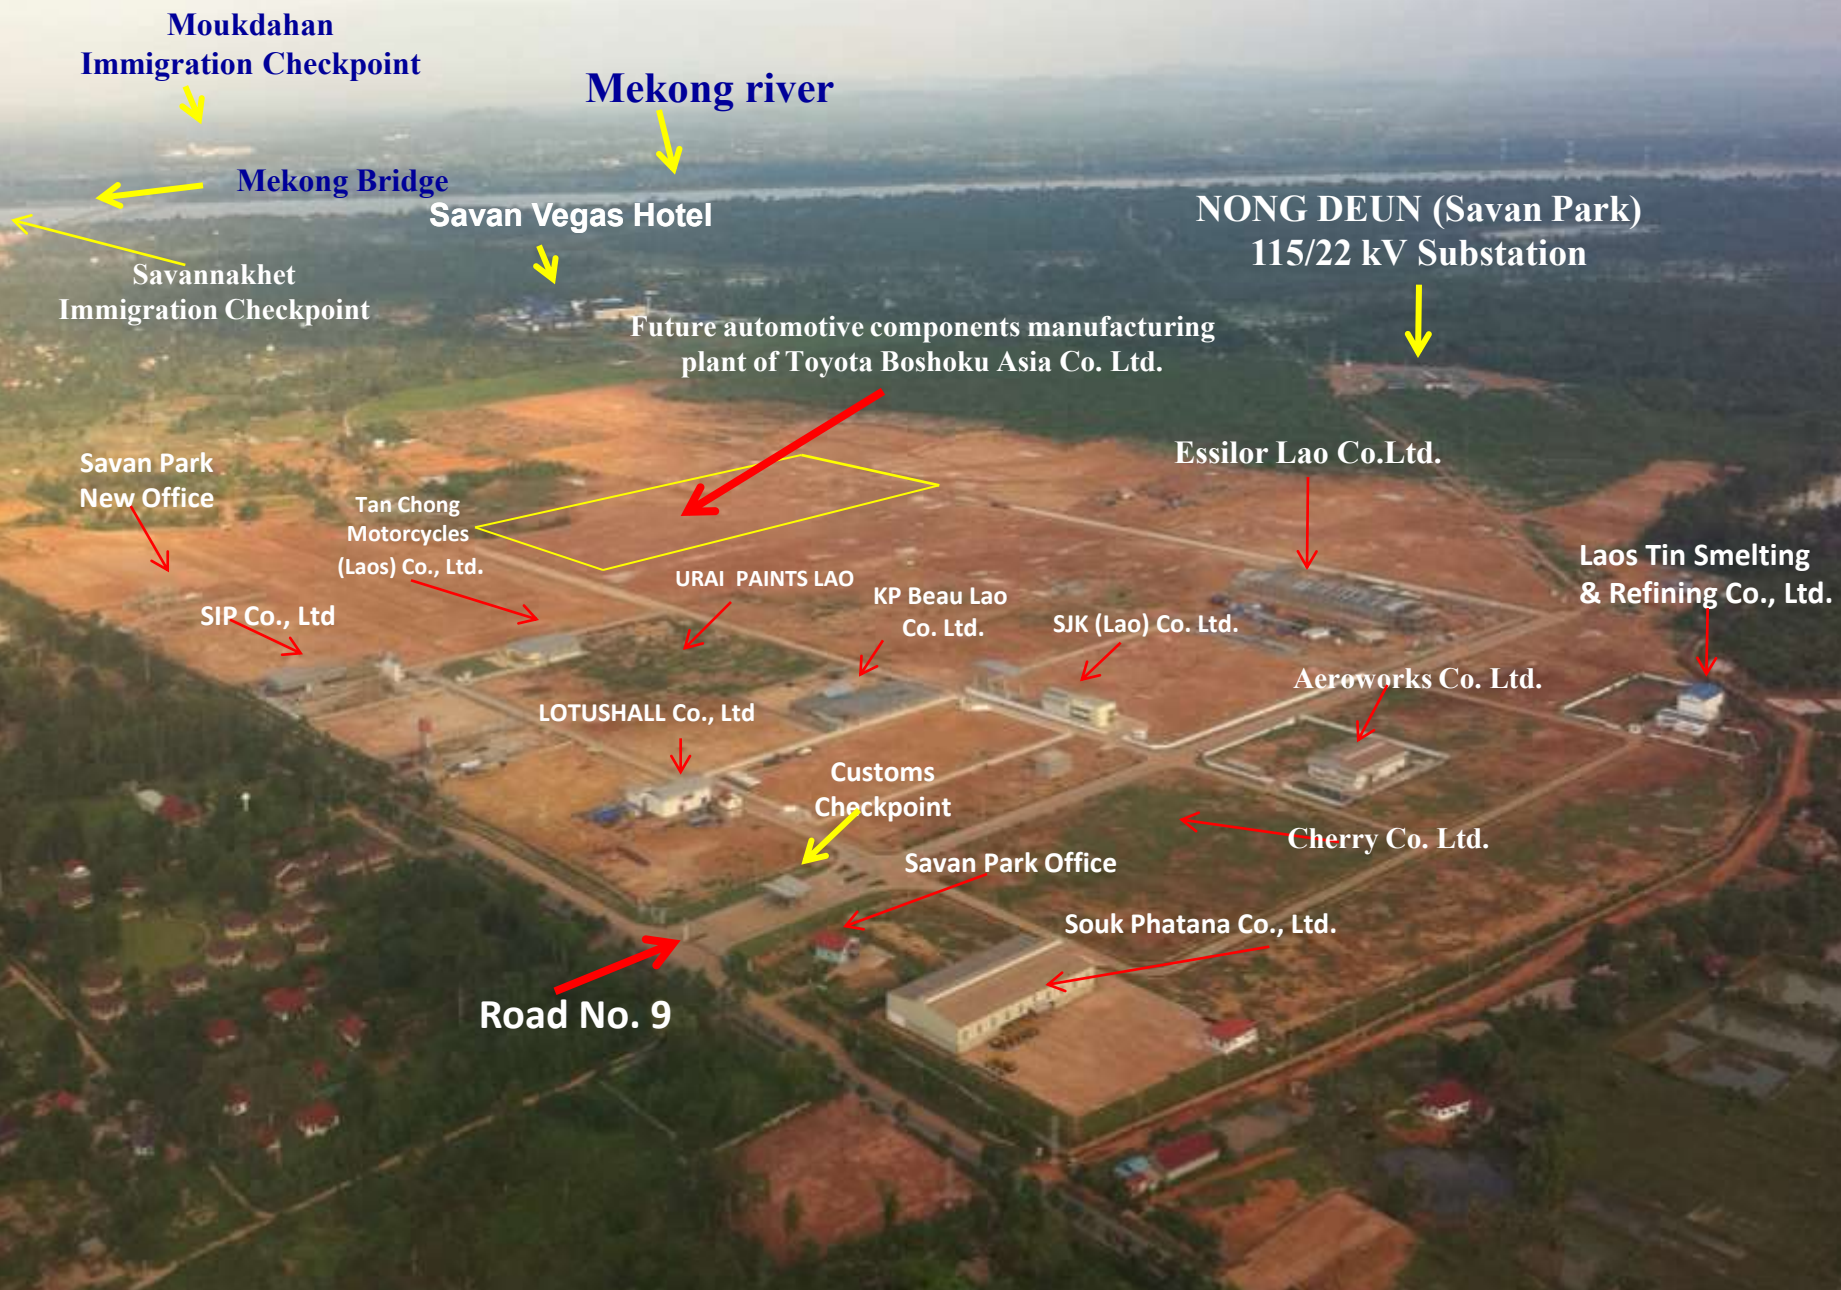 Moukdahan
Immigration Checkpoint
Mekong river
Mekong Bridge
Savan Vegas Hotel
NONG DEUN (Savan Park)
115/22 kV Substation
Savannakhet
Immigration Checkpoint
Future automotive components manufacturing
plant of Toyota Boshoku Asia Co. Ltd.
Essilor Lao Co.Ltd.
Savan Park
New Office
Tan Chong
Motorcycles
(Laos) Co., Ltd.
Laos Tin Smelting
& Refining Co., Ltd.
URAI PAINTS LAO
KP Beau Lao
Co. Ltd.
SIP Co., Ltd
SJK (Lao) Co. Ltd.
Aeroworks Co. Ltd.
LOTUSHALL Co., Ltd
Customs
Checkpoint
Cherry Co. Ltd.
Savan Park Office
Souk Phatana Co., Ltd.
Road No. 9